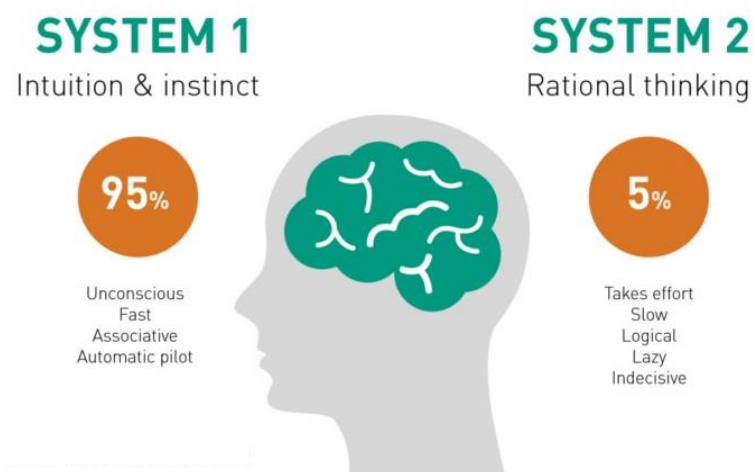 SYSTEM 1
Intuition & instinct
95%
Unconscious
Fast
Associative
Automatic pilot
SYSTEM 2
Rational thinking
5%
Takes effort
Slow
Logical
Lazy
Indecisive